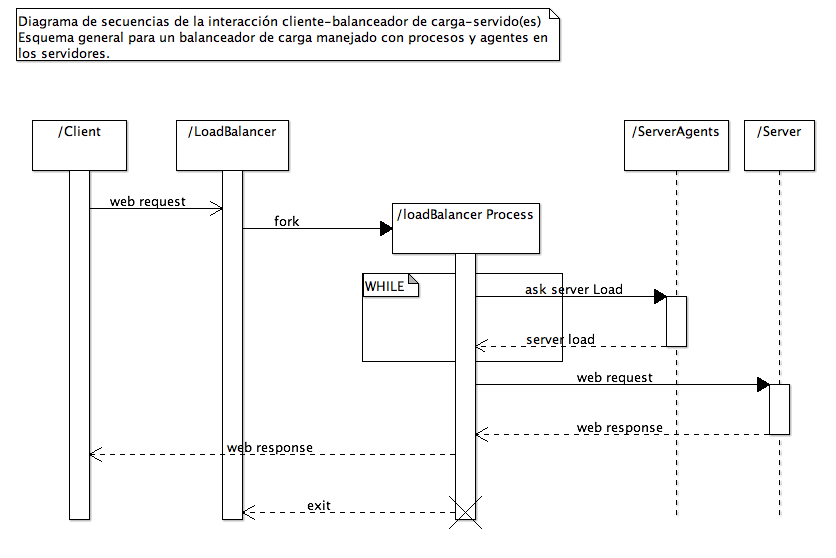 Diagrama de secuencias de la interacción cliente-balanceador de carga-servido(es)
Esquema general para un balanceador de carga manejado con procesos y agentes en
los servidores.
/Client
/LoadBalancer
/ServerAgents
/Server
web request
fork
/loadBalancer Process
WHILE
ask server Load
server load
web request
web response
web response
exit